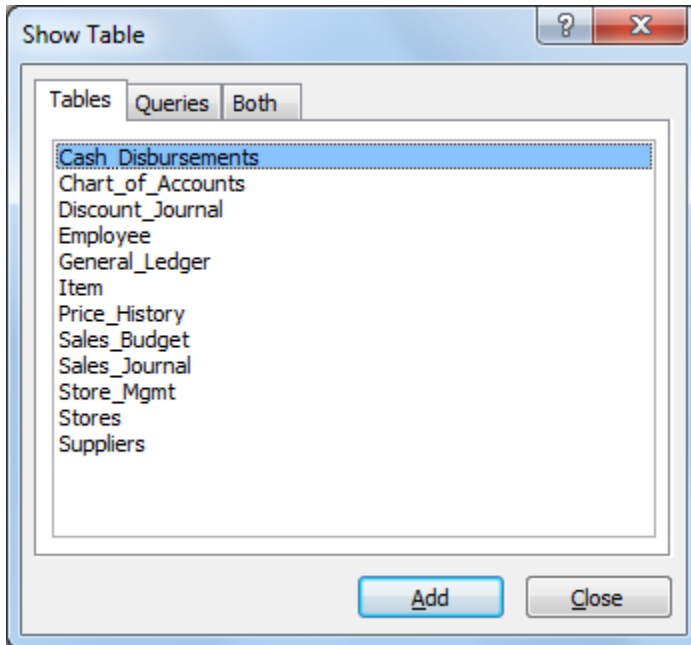 Show Table
Tables Queries Both
Cash_Disbursements
Chart_of_Accounts
Discount_Journal
Employee
General_Ledger
Item
Price_History
Sales_Budget
Sales_Journal
Store_Mgmt
Stores
Suppliers
Add Close